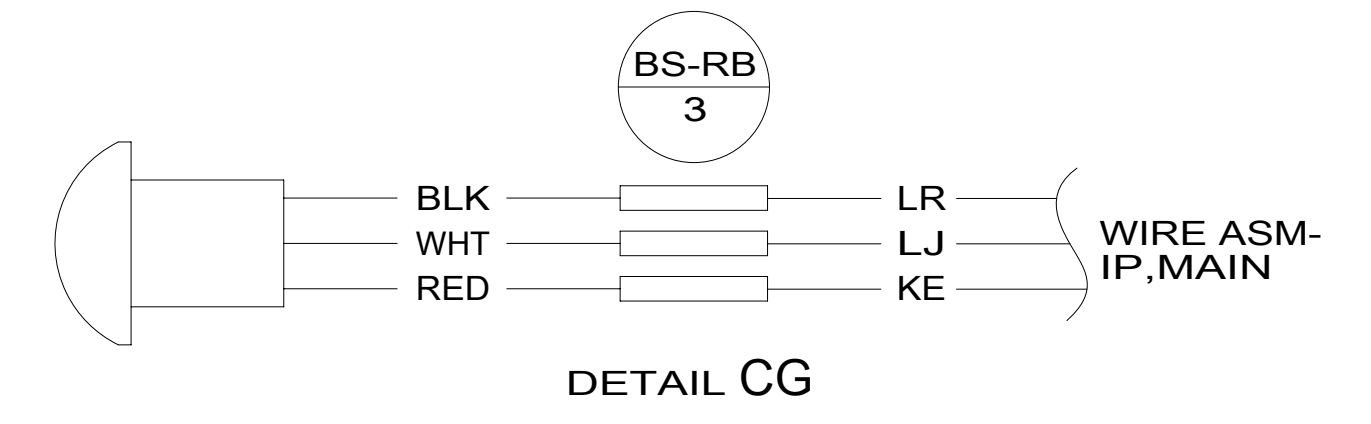 BS-RB
3
BLK LR
WHT LJ
RED KE
WIRE ASM-
IP,MAIN
DETAIL CG